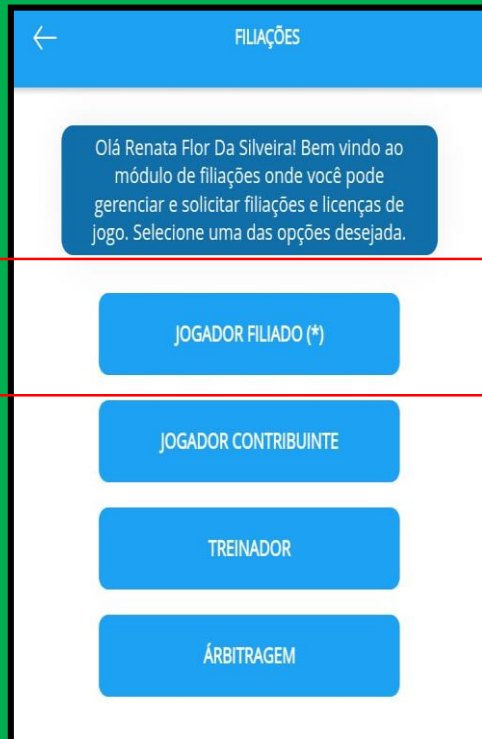 FILIAÇÕES
Olá Renata Flor Da Silveira! Bem vindo ao
módulo de filiações onde você pode
gerenciar e solicitar filiações e licenças de
jogo. Selecione uma das opções desejada.
JOGADOR FILIADO (*)
JOGADOR CONTRIBUINTE
TREINADOR
ÁRBITRAGEM